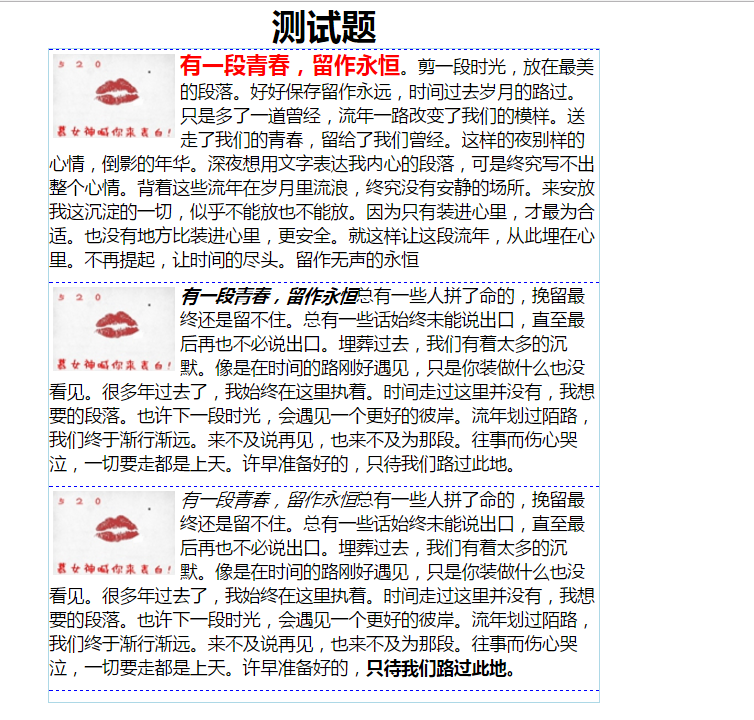 测试题
5 2 0
暮女神喊你来表白！
有一段青春，留作永恒。剪一段时光，放在最美
的段落。好好保存留作永远，时间过去岁月的路过。
只是多了一道曾经，流年一路改变了我们的模样。送
走了我们的青春，留给了我们曾经。这样的夜别样的
心情，倒影的年华。深夜想用文字表达我内心的段落，可是终究写不出
整个心情。背着这些流年在岁月里流浪，终究没有安静的场所。来安放
我这沉淀的一切，似乎不能放也不能放。因为只有装进心里，才最为合
适。也没有地方比装进心里，更安全。就这样让这段流年，从此埋在心
里。不再提起，让时间的尽头。留作无声的永恒
5 2 0
暮女神喊你来表白！
有一段青春，留作永恒总有一些人拼了命的，挽留最
终还是留不住。总有一些话始终未能说出口，直至最
后再也不必说出口。埋葬过去，我们有着太多的沉
默。像是在时间的路刚好遇见，只是你装做什么也没
看见。很多年过去了，我始终在这里执着。时间走过这里并没有，我想
要的段落。也许下一段时光，会遇见一个更好的彼岸。流年划过陌路，
我们终于渐行渐远。来不及说再见，也来不及为那段。往事而伤心哭
泣，一切要走都是上天。许早准备好的，只待我们路过此地。
5 2 0
暮女神喊你来表白！
有一段青春，留作永恒总有一些人拼了命的，挽留最
终还是留不住。总有一些话始终未能说出口，直至最
后再也不必说出口。埋葬过去，我们有着太多的沉
默。像是在时间的路刚好遇见，只是你装做什么也没
看见。很多年过去了，我始终在这里执着。时间走过这里并没有，我想
要的段落。也许下一段时光，会遇见一个更好的彼岸。流年划过陌路，
我们终于渐行渐远。来不及说再见，也来不及为那段。往事而伤心哭
泣，一切要走都是上天。许早准备好的，只待我们路过此地。